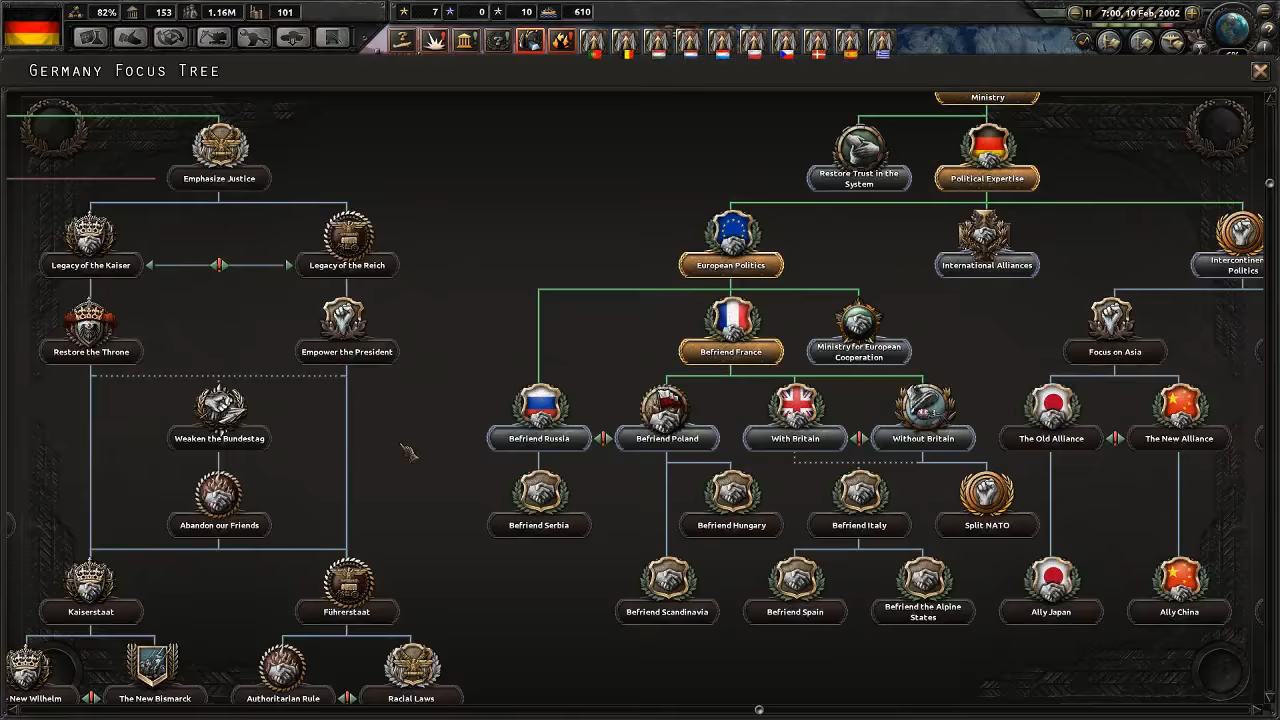 82%
153
1.16M
101
7
0
10
610
7:00, 10 Feb, 2002
GERMANY FOCUS TREE
Ministry
Emphasize Justice
Restore Trust in the
System
Political Expertise
Legacy of the Kaiser
Legacy of the Reich
European Politics
International Alliances
Intercontinen
Politics
Restore the Throne
Empower the President
Befriend France
Ministry for European
Cooperation
Focus on Asia
Weaken the Bundestag
Befriend Russia
Befriend Poland
With Britain
Without Britain
The Old Alliance
The New Alliance
Abandon our Friends
Befriend Serbia
Befriend Hungary
Befriend Italy
Split NATO
Kaiserstaat
Führerstaat
Befriend Scandinavia
Befriend Spain
Befriend the Alpine
States
Ally Japan
Ally China
New Wilhelm
The New Bismarck
Authoritarian Rule
Racial Laws